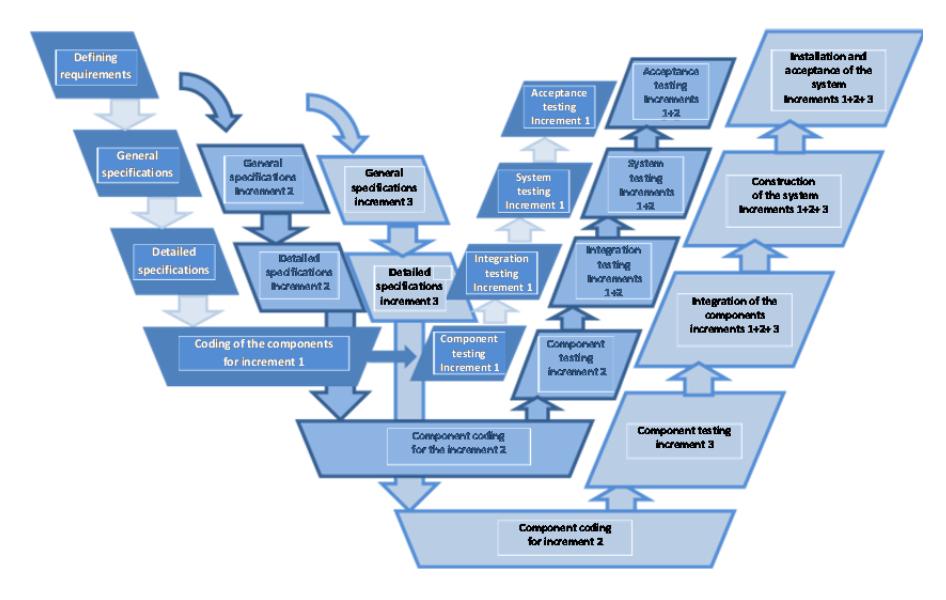 Defining
requirements
General
specifications
Detailed
specifications
Coding of the components
for increment 1
General
specifications
Increment 2
Detailed
specifications
Increment 2
Component coding
for the increment 2
General
specifications
increment 3
Detailed
specifications
increment 3
Component coding
for increment 2
Acceptance
testing
Increment 1
System
testing
Increment 1
Integration
testing
Increment 1
Component
testing
Increment 1
Acceptance
testing
Increments
1+2
System
testing
Increments
1+2
Integration
testing
Increments
1+2
Component
testing
increment 2
Installation and
acceptance of the
system
Increments 1+2+ 3
Construction
of the system
Increments 1+2+ 3
Integration of the
components
increments 1+2+ 3
Component testing
increment 3